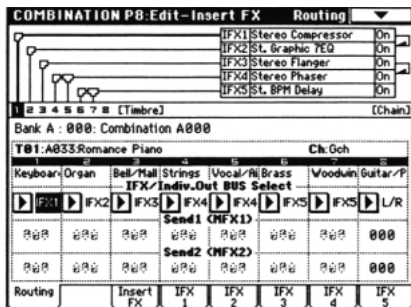 COMBINATION P8:Edit-Insert FX Routing
IFX1 Stereo Compressor On
IFX2 St. Graphic 7EQ On
IFX3 Stereo Flanger On
IFX4 Stereo Phaser On
IFX5 St. BPM Delay On
1 2 3 4 5 6 7 8 [Timbre] [Chain]
Bank A : 000: Combination A000
T01:A033:Romance Piano Ch:Gch
1 2 3 4 5 6 7 8
Keyboar Organ Bell/Mall Strings Vocal/Ai Brass Woodwin Guitar/P
IFX/Indiv.Out BUS Select
IFX1 IFX2 IFX3 IFX4 IFX4 IFX5 IFX5 L/R
Send1 (MFX1)
000
Send2 (MFX2)
000
Routing Insert FX IFX 1 IFX 2 IFX 3 IFX 4 IFX 5